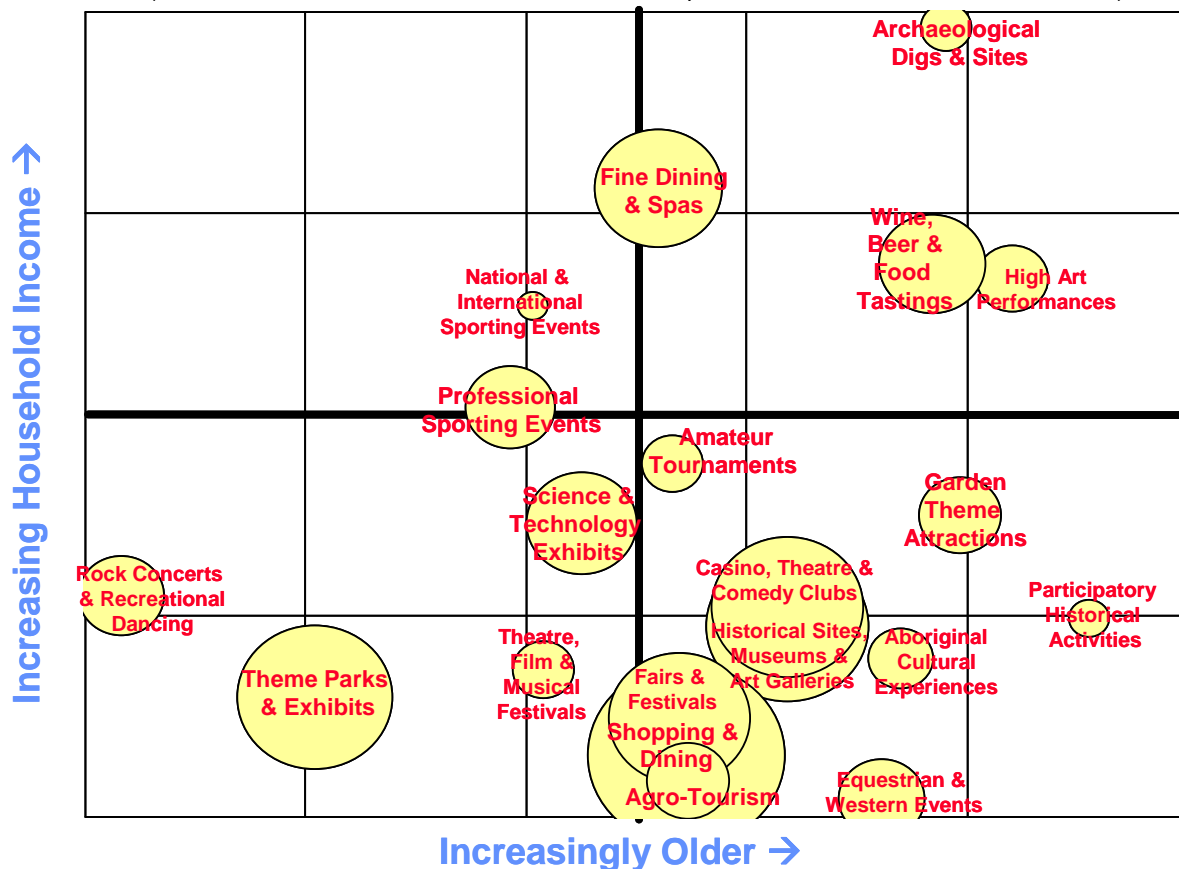 Archaeological
Digs & Sites
Fine Dining
& Spas
Wine,
Beer &
Food
Tastings
High Art
Performances
National &
International
Sporting Events
Professional
Sporting Events
Amateur
Tournaments
Science &
Technology
Exhibits
Garden
Theme
Attractions
Rock Concerts
& Recreational
Dancing
Casino, Theatre &
Comedy Clubs
Historical Sites,
Museums &
Art Galleries
Participatory
Historical
Activities
Aboriginal
Cultural
Experiences
Theatre,
Film &
Musical
Festivals
Theme Parks
& Exhibits
Fairs &
Festivals
Shopping &
Dining
Agro-Tourism
Equestrian &
Western Events
Increasing Household Income →
Increasingly Older →